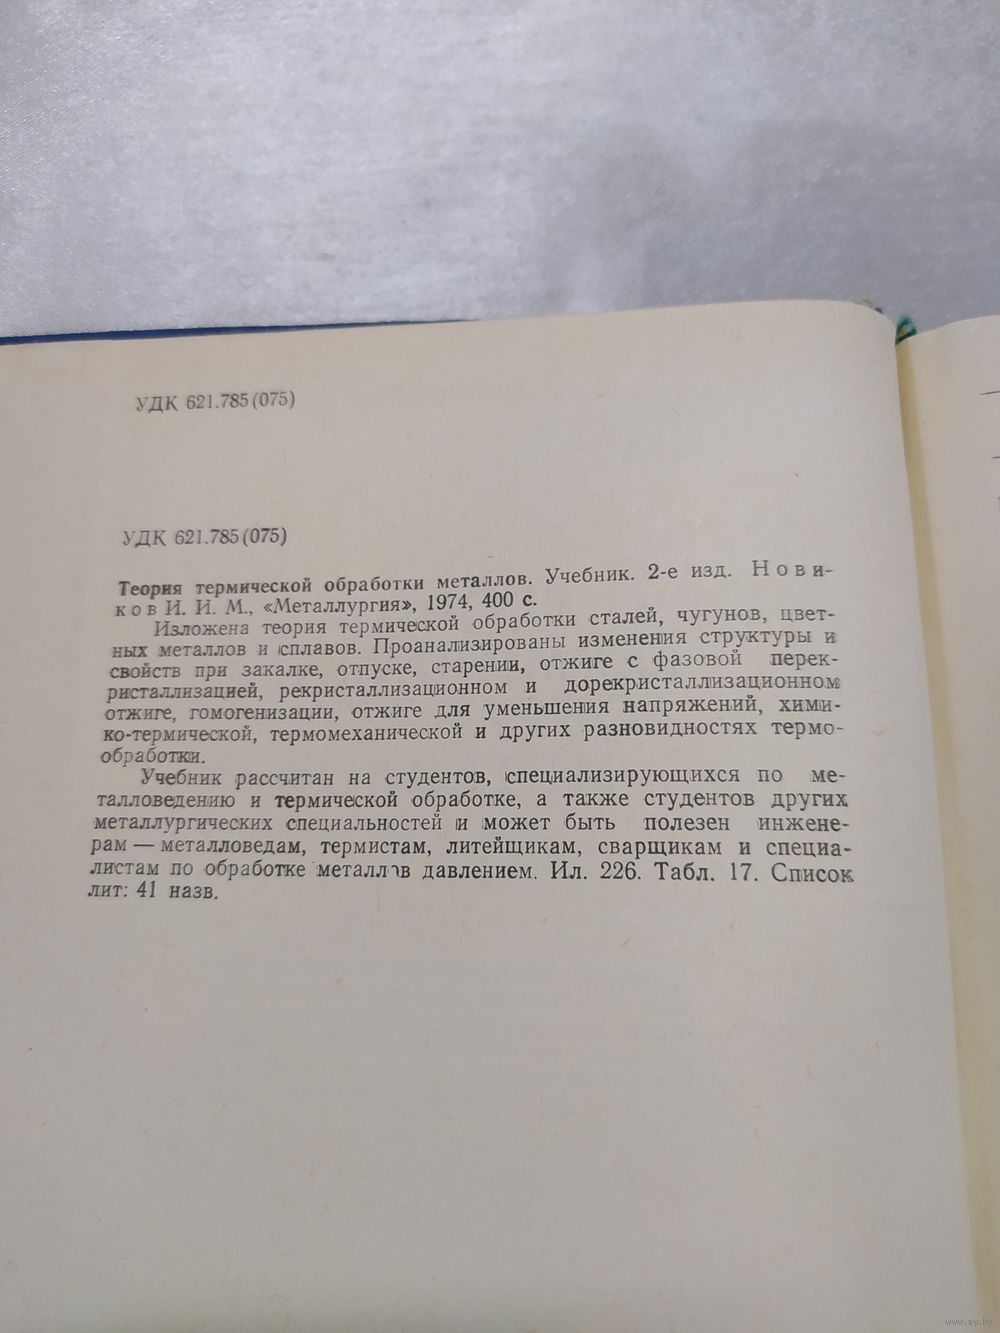 УДК 621.785(075)
УДК 621.785(075)
Теория термической обработки металлов. Учебник. 2-е изд. Нови-
ков И. И. М., «Металлургия», 1974, 400 с.
Изложена теория термической обработки сталей, чугунов, цвет-
ных металлов и сплавов. Проанализированы изменения структуры и
свойств при закалке, отпуске, старении, отжиге с фазовой перек-
ристаллизацией, рекристаллизационном и дорекристаллизационном
отжиге, гомогенизации, отжиге для уменьшения напряжений, хими-
ко-термической, термомеханической и других разновидностях термо-
обработки.
Учебник рассчитан на студентов, специализирующихся по ме-
талловедению и термической обработке, а также студентов других
металлургических специальностей и может быть полезен инжене-
рам — металловедам, термистам, литейщикам, сварщикам и специа-
листам по обработке металлов давлением. Ил. 226. Табл. 17. Список
лит: 41 назв.
www.ay.by